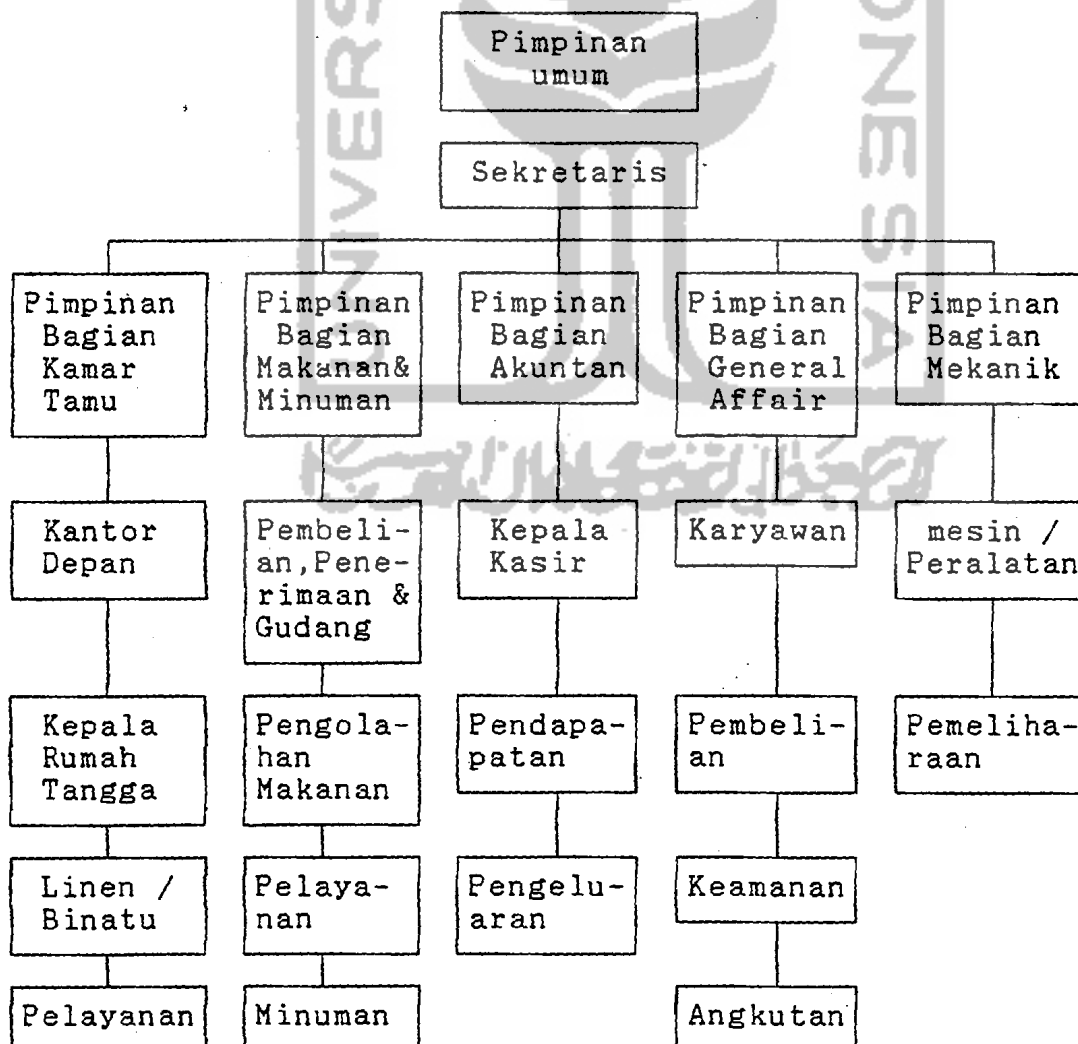 Pimpinan
umum
Sekretaris
Pimpinan
Bagian
Kamar
Tamu
Pimpinan
Bagian
Makanan&
Minuman
Pimpinan
Bagian
Akuntan
Pimpinan
Bagian
General
Affair
Pimpinan
Bagian
Mekanik
Kantor
Depan
Pembeli-
an,Pene-
rimaan &
Gudang
Kepala
Kasir
Karyawan
mesin /
Peralatan
Kepala
Rumah
Tangga
Pengola-
han
Makanan
Pendapa-
patan
Pembeli-
an
Pemeliha-
raan
Linen /
Binatu
Pelaya-
nan
Pengelu-
aran
Keamanan
Pelayanan
Minuman
Angkutan
UNIVERS
ONESIA